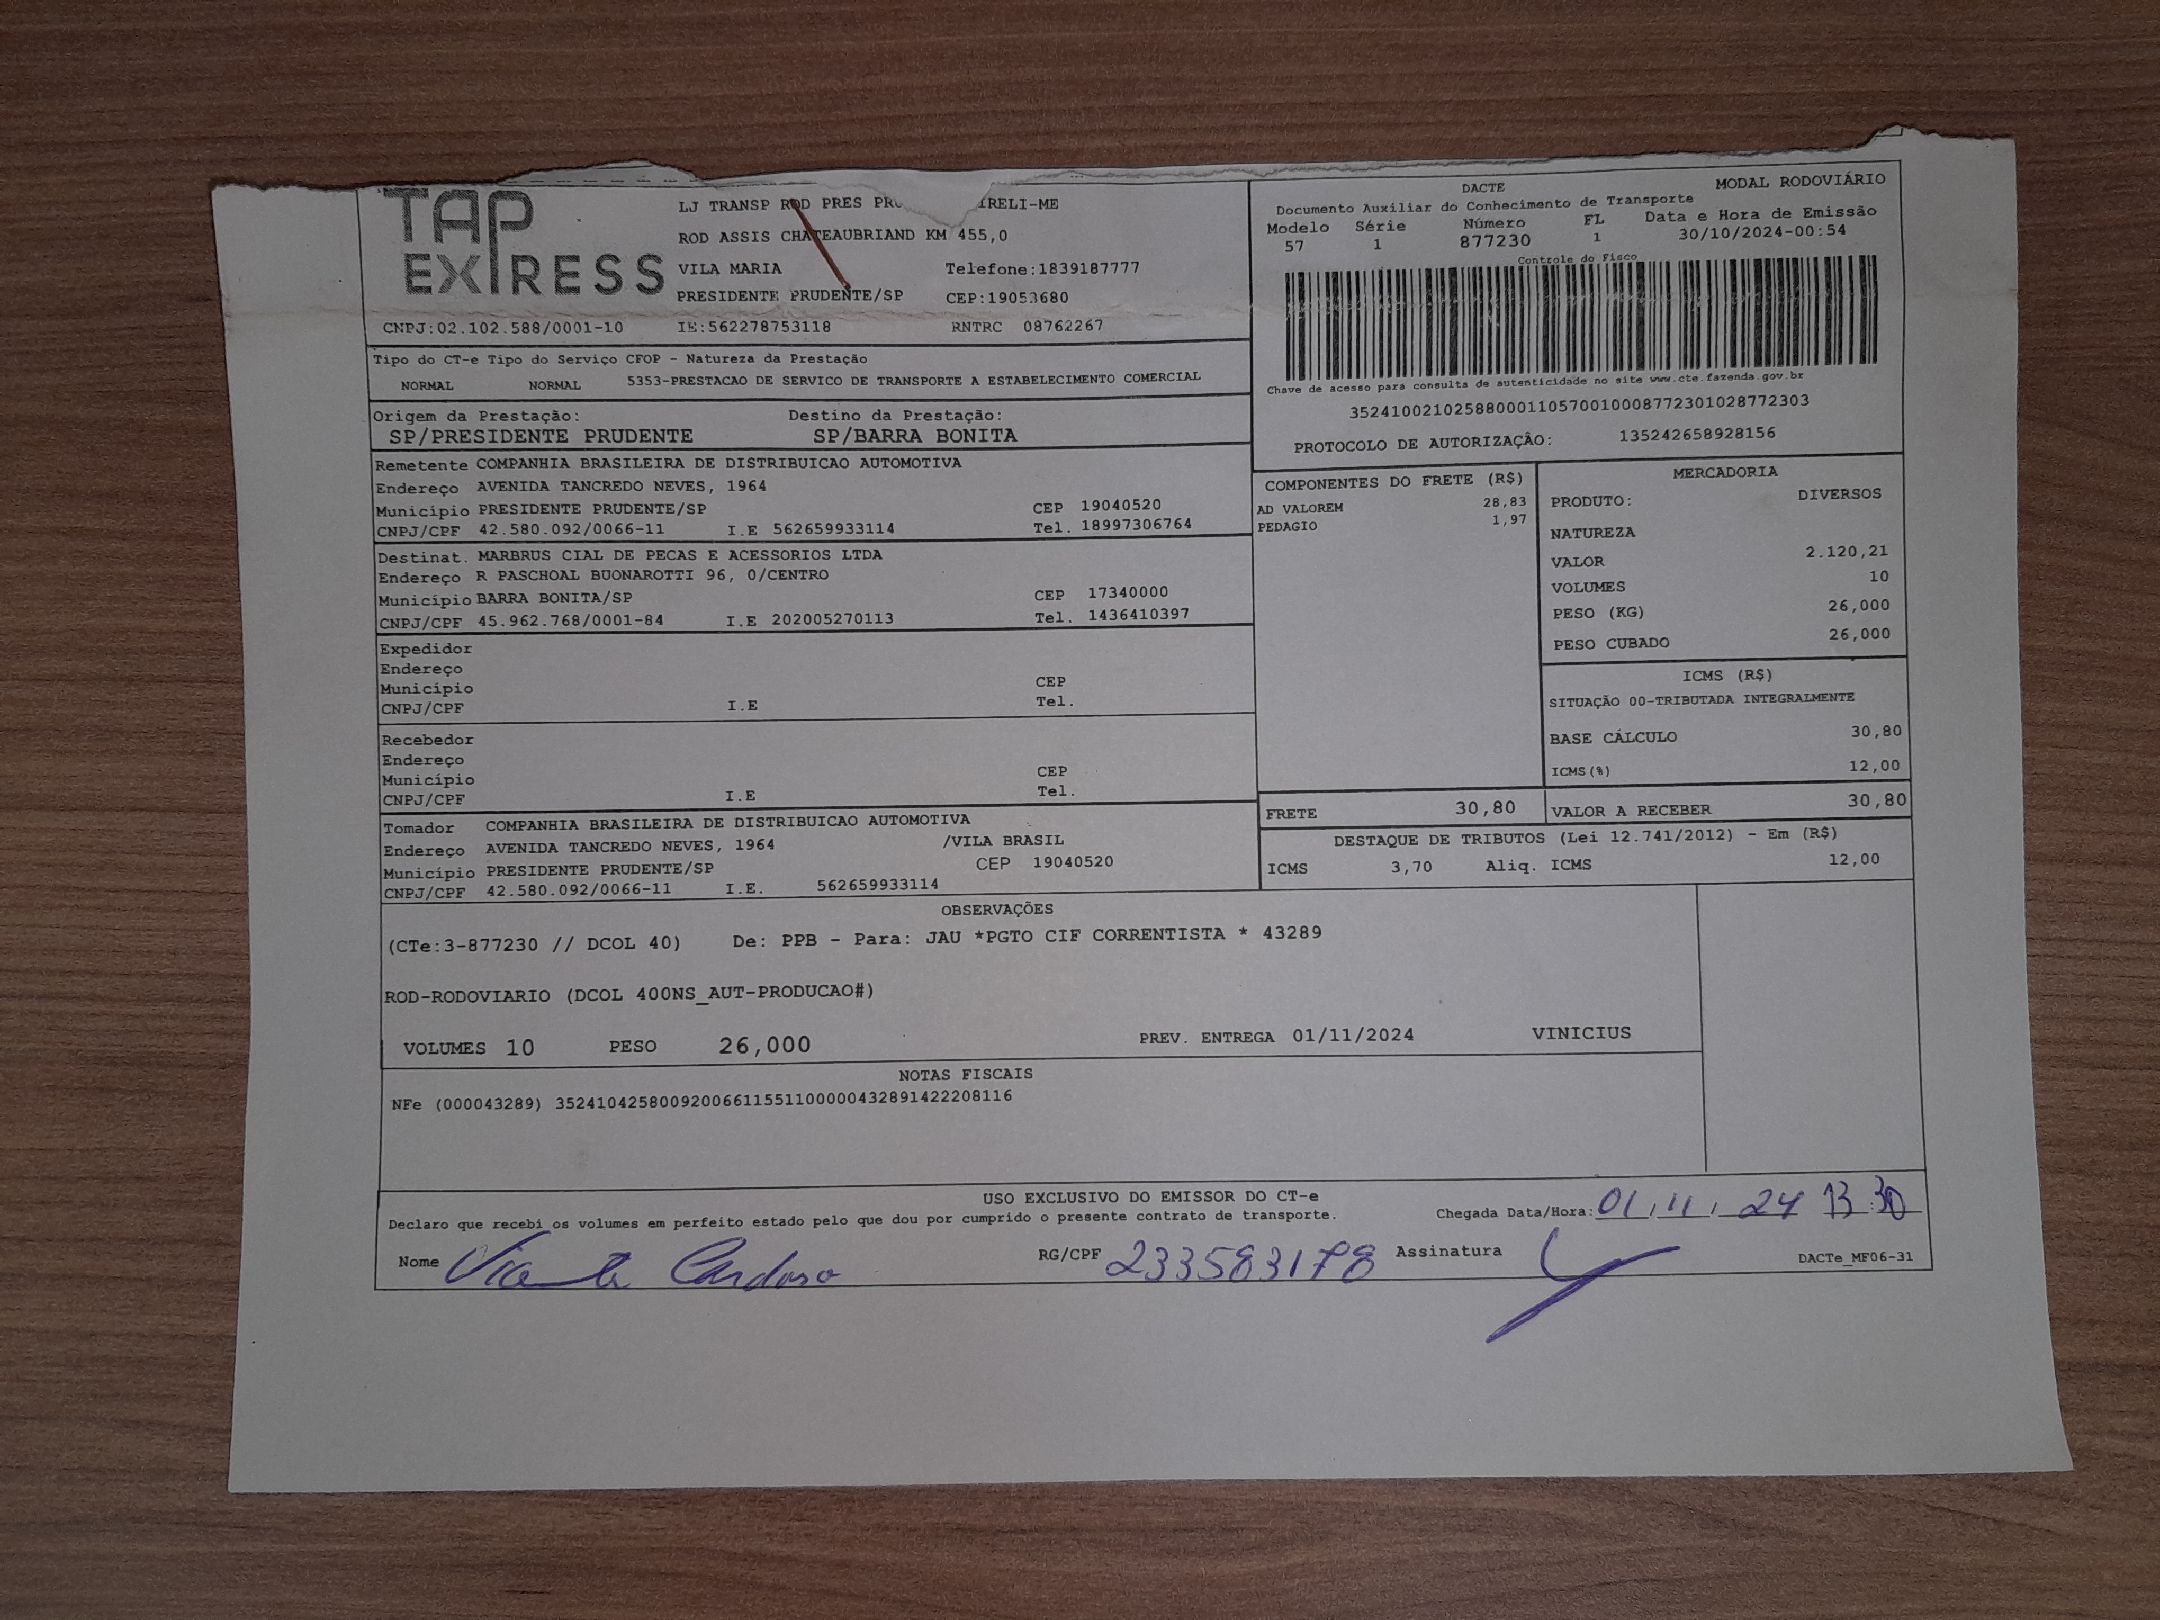 TAP EXPRESS
LJ TRANSP ROD PRES
ROD ASSIS CHATEAUBRIAND KM 455,0
VILA MARIA Telefone:1839187777
PRESIDENTE PRUDENTE/SP CEP:19053680
CNPJ:02.102.588/0001-10 IE:562278753118 RNTRC 08762267
DACTE MODAL RODOVIÁRIO
Documento Auxiliar do Conhecimento de Transporte
Modelo Série Número FL Data e Hora de Emissão
57 1 877230 1 30/10/2024-00:54
Controle do Fisco
Chave de acesso para consulta de autenticidade no site www.cte.fazenda.gov.br
35241002102588000110570010008772301028772303
PROTOCOLO DE AUTORIZAÇÃO: 135242658928156
Tipo do CT-e Tipo do Serviço CFOP - Natureza da Prestação
NORMAL NORMAL 5353-PRESTACAO DE SERVICO DE TRANSPORTE A ESTABELECIMENTO COMERCIAL
Origem da Prestação: Destino da Prestação:
SP/PRESIDENTE PRUDENTE SP/BARRA BONITA
Remetente COMPANHIA BRASILEIRA DE DISTRIBUICAO AUTOMOTIVA
Endereço AVENIDA TANCREDO NEVES, 1964
Município PRESIDENTE PRUDENTE/SP CEP 19040520
CNPJ/CPF 42.580.092/0066-11 I.E 562659933114 Tel. 18997306764
Destinat. MARBRUS CIAL DE PECAS E ACESSORIOS LTDA
Endereço R PASCHOAL BUONAROTTI 96, 0/CENTRO
Município BARRA BONITA/SP CEP 17340000
CNPJ/CPF 45.962.768/0001-84 I.E 202005270113 Tel. 1436410397
Expedidor
Endereço
Município CEP
CNPJ/CPF I.E Tel.
Recebedor
Endereço
Município CEP
CNPJ/CPF I.E Tel.
Tomador COMPANHIA BRASILEIRA DE DISTRIBUICAO AUTOMOTIVA
Endereço AVENIDA TANCREDO NEVES, 1964 /VILA BRASIL
Município PRESIDENTE PRUDENTE/SP CEP 19040520
CNPJ/CPF 42.580.092/0066-11 I.E. 562659933114
COMPONENTES DO FRETE (R$)
AD VALOREM 28,83
PEDAGIO 1,97
MERCADORIA
PRODUTO: DIVERSOS
NATUREZA
VALOR 2.120,21
VOLUMES 10
PESO (KG) 26,000
PESO CUBADO 26,000
ICMS (R$)
SITUAÇÃO 00-TRIBUTADA INTEGRALMENTE
BASE CÁLCULO 30,80
ICMS(%) 12,00
FRETE 30,80 VALOR A RECEBER 30,80
DESTAQUE DE TRIBUTOS (Lei 12.741/2012) - Em (R$)
ICMS 3,70 Aliq. ICMS 12,00
OBSERVAÇÕES
(CTe:3-877230 // DCOL 40) De: PPB - Para: JAU *PGTO CIF CORRENTISTA * 43289
ROD-RODOVIARIO (DCOL 400NS_AUT-PRODUCAO#)
VOLUMES 10 PESO 26,000 PREV. ENTREGA 01/11/2024 VINICIUS
NOTAS FISCAIS
NFe (000043289) 35241042580092006611551100000432891422208116
USO EXCLUSIVO DO EMISSOR DO CT-e
Declaro que recebi os volumes em perfeito estado pelo que dou por cumprido o presente contrato de transporte. Chegada Data/Hora: 01/11/24 13:30
Nome Vicente Cardoso RG/CPF 233583178 Assinatura
DACTe_MF06-31